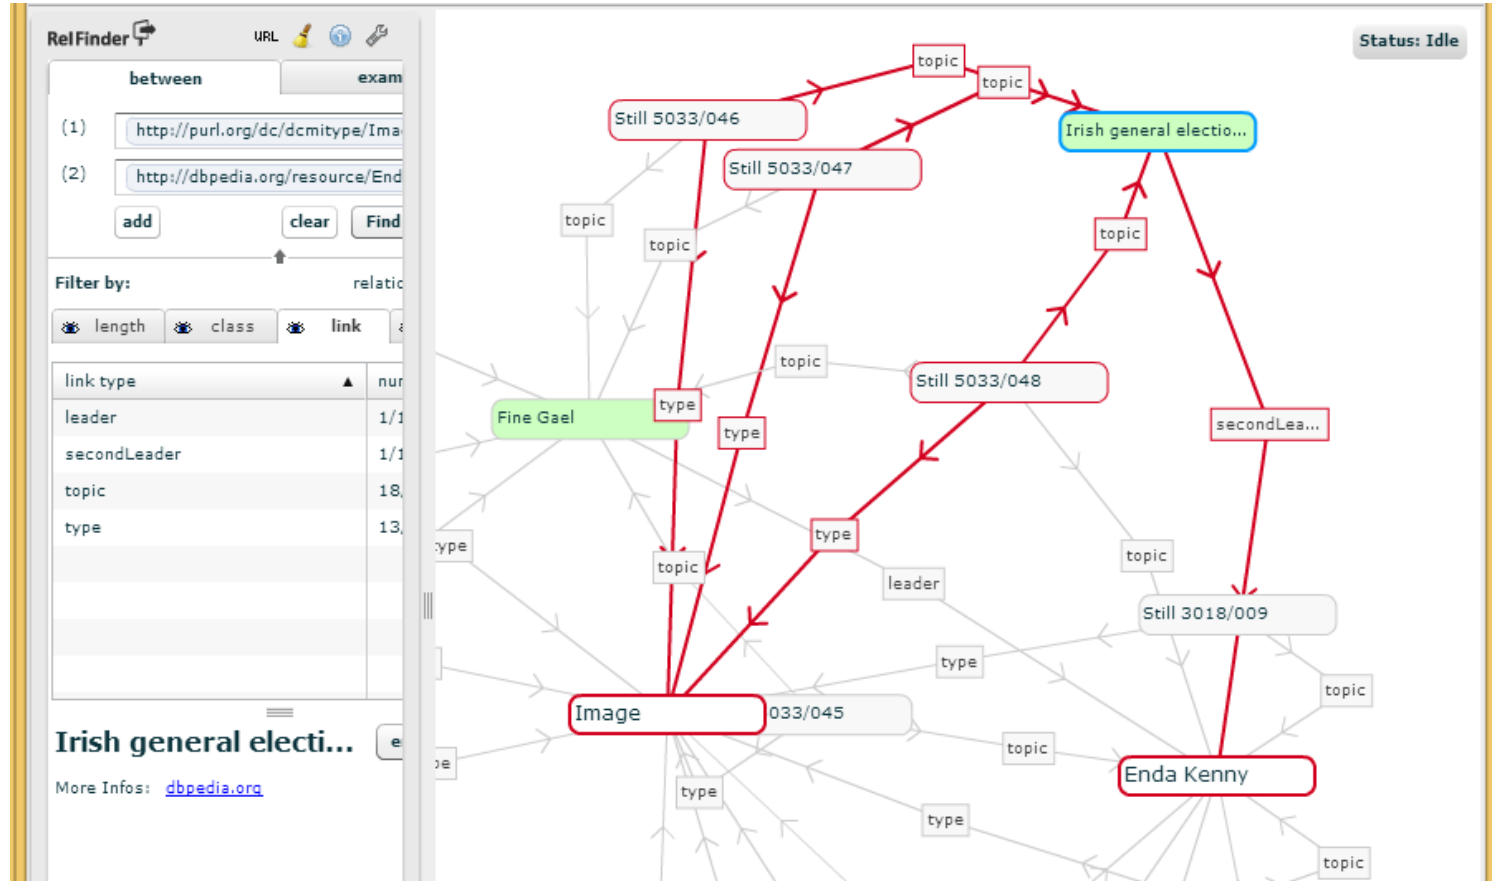 RelFinder
URL
Status: Idle
between
exam
(1)
http://purl.org/dc/dcmitype/Ima
(2)
http://dbpedia.org/resource/End
add
clear
Find
Filter by:
relatio
length
class
link
link type
▲
nur
leader
1/1
secondLeader
1/1
topic
18,
type
13,
Irish general electi...
More Infos:
dbpedia.org
topic
topic
Still 5033/046
Irish general electio...
Still 5033/047
topic
topic
topic
topic
Still 5033/048
type
Fine Gael
secondLea...
type
type
ype
topic
topic
leader
Still 3018/009
type
topic
Image
033/045
topic
pe
Enda Kenny
type
type
topic